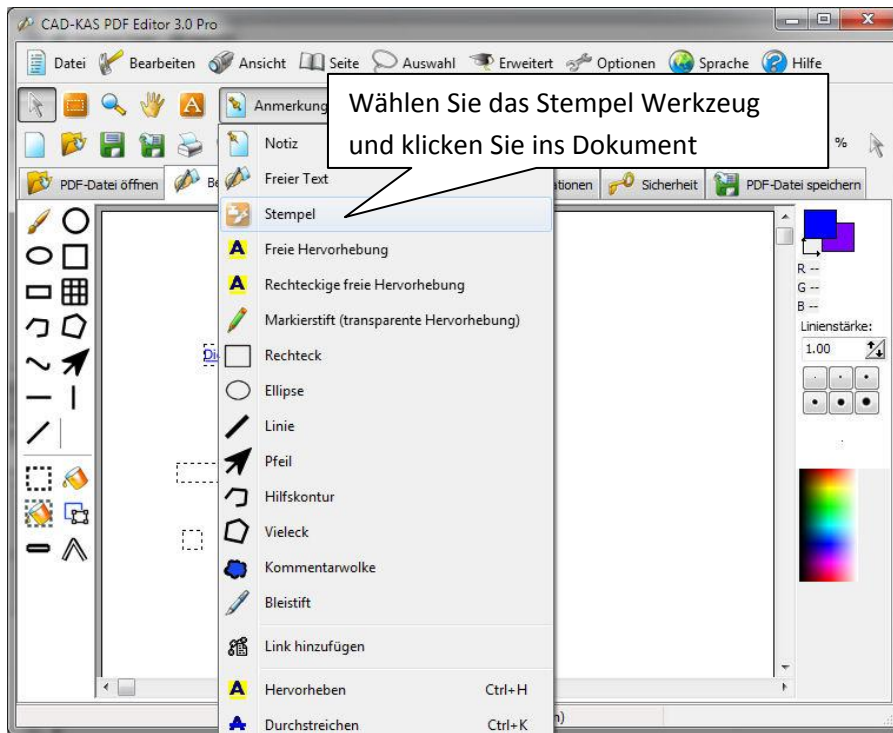 CAD-KAS PDF Editor 3.0 Pro
Datei Bearbeiten Ansicht Seite Auswahl Erweitert Optionen Sprache Hilfe
Anmerkung
Wählen Sie das Stempel Werkzeug
und klicken Sie ins Dokument
%
PDF-Datei öffnen Be
Sicherheit PDF-Datei speichern
Notiz
Freier Text
Stempel
Freie Hervorhebung
Rechteckige freie Hervorhebung
Markierstift (transparente Hervorhebung)
Rechteck
Ellipse
Linie
Pfeil
Hilfskontur
Vieleck
Kommentarwolke
Bleistift
Link hinzufügen
Hervorheben Ctrl+H
Durchstreichen Ctrl+K
R --
G --
B --
Linienstärke:
1.00